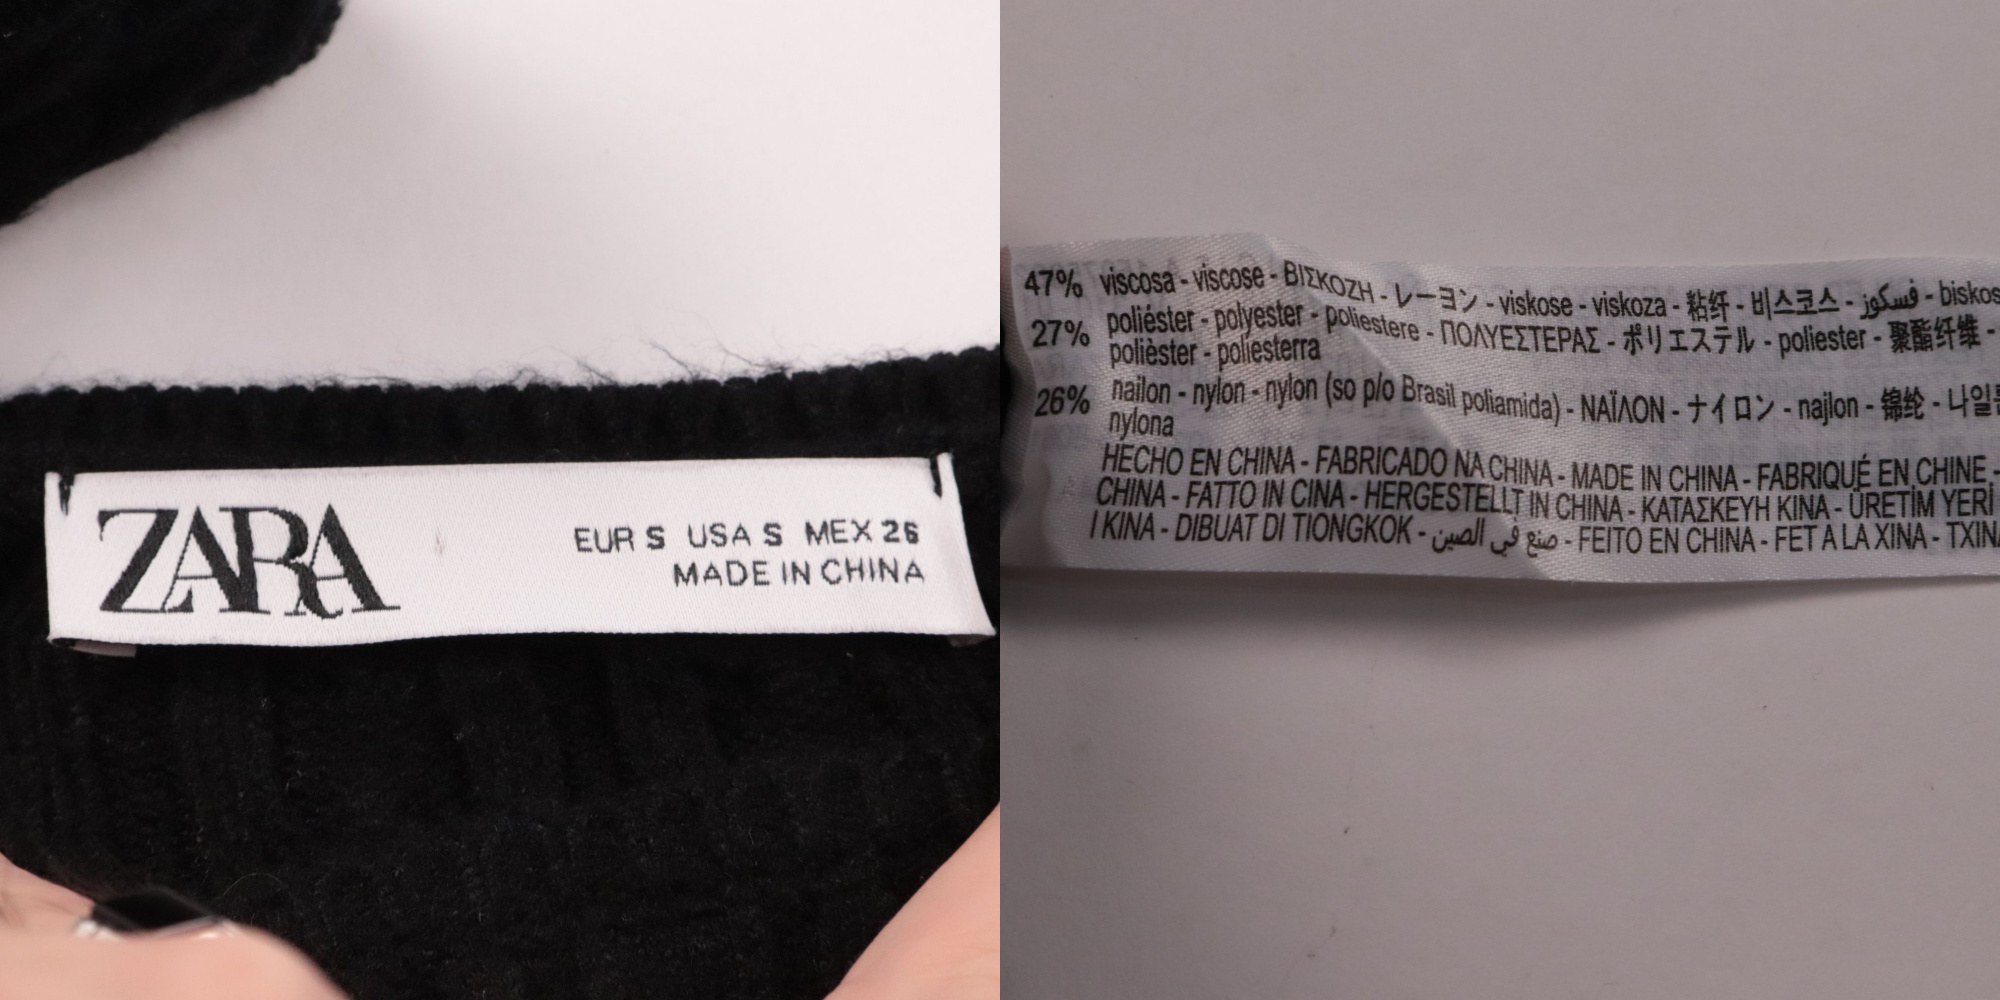 ZARA
EUR S USA S MEX 26
MADE IN CHINA
47% viscosa - viscose - ΒΙΣΚΟΖΗ - レーヨン - viskose - viskoza - 粘纤 - 비스코스 - فسكوز - biskos
27% poliéster - polyester - poliestere - ΠΟΛΥΕΣΤΕΡΑΣ - ポリエステル - poliester - 聚酯纤维 -
polièster - poliesterra
26% nailon - nylon - nylon (so p/o Brasil poliamida) - ΝΑΪΛΟΝ - ナイロン - najlon - 锦纶 - 나일론
nylona
HECHO EN CHINA - FABRICADO NA CHINA - MADE IN CHINA - FABRIQUÉ EN CHINE -
CHINA - FATTO IN CINA - HERGESTELLT IN CHINA - ΚΑΤΑΣΚΕΥΗ ΚΙΝΑ - ÜRETİM YERİ
I KINA - DIBUAT DI TIONGKOK - صنع في الصين - FEITO EN CHINA - FET A LA XINA - TXINA